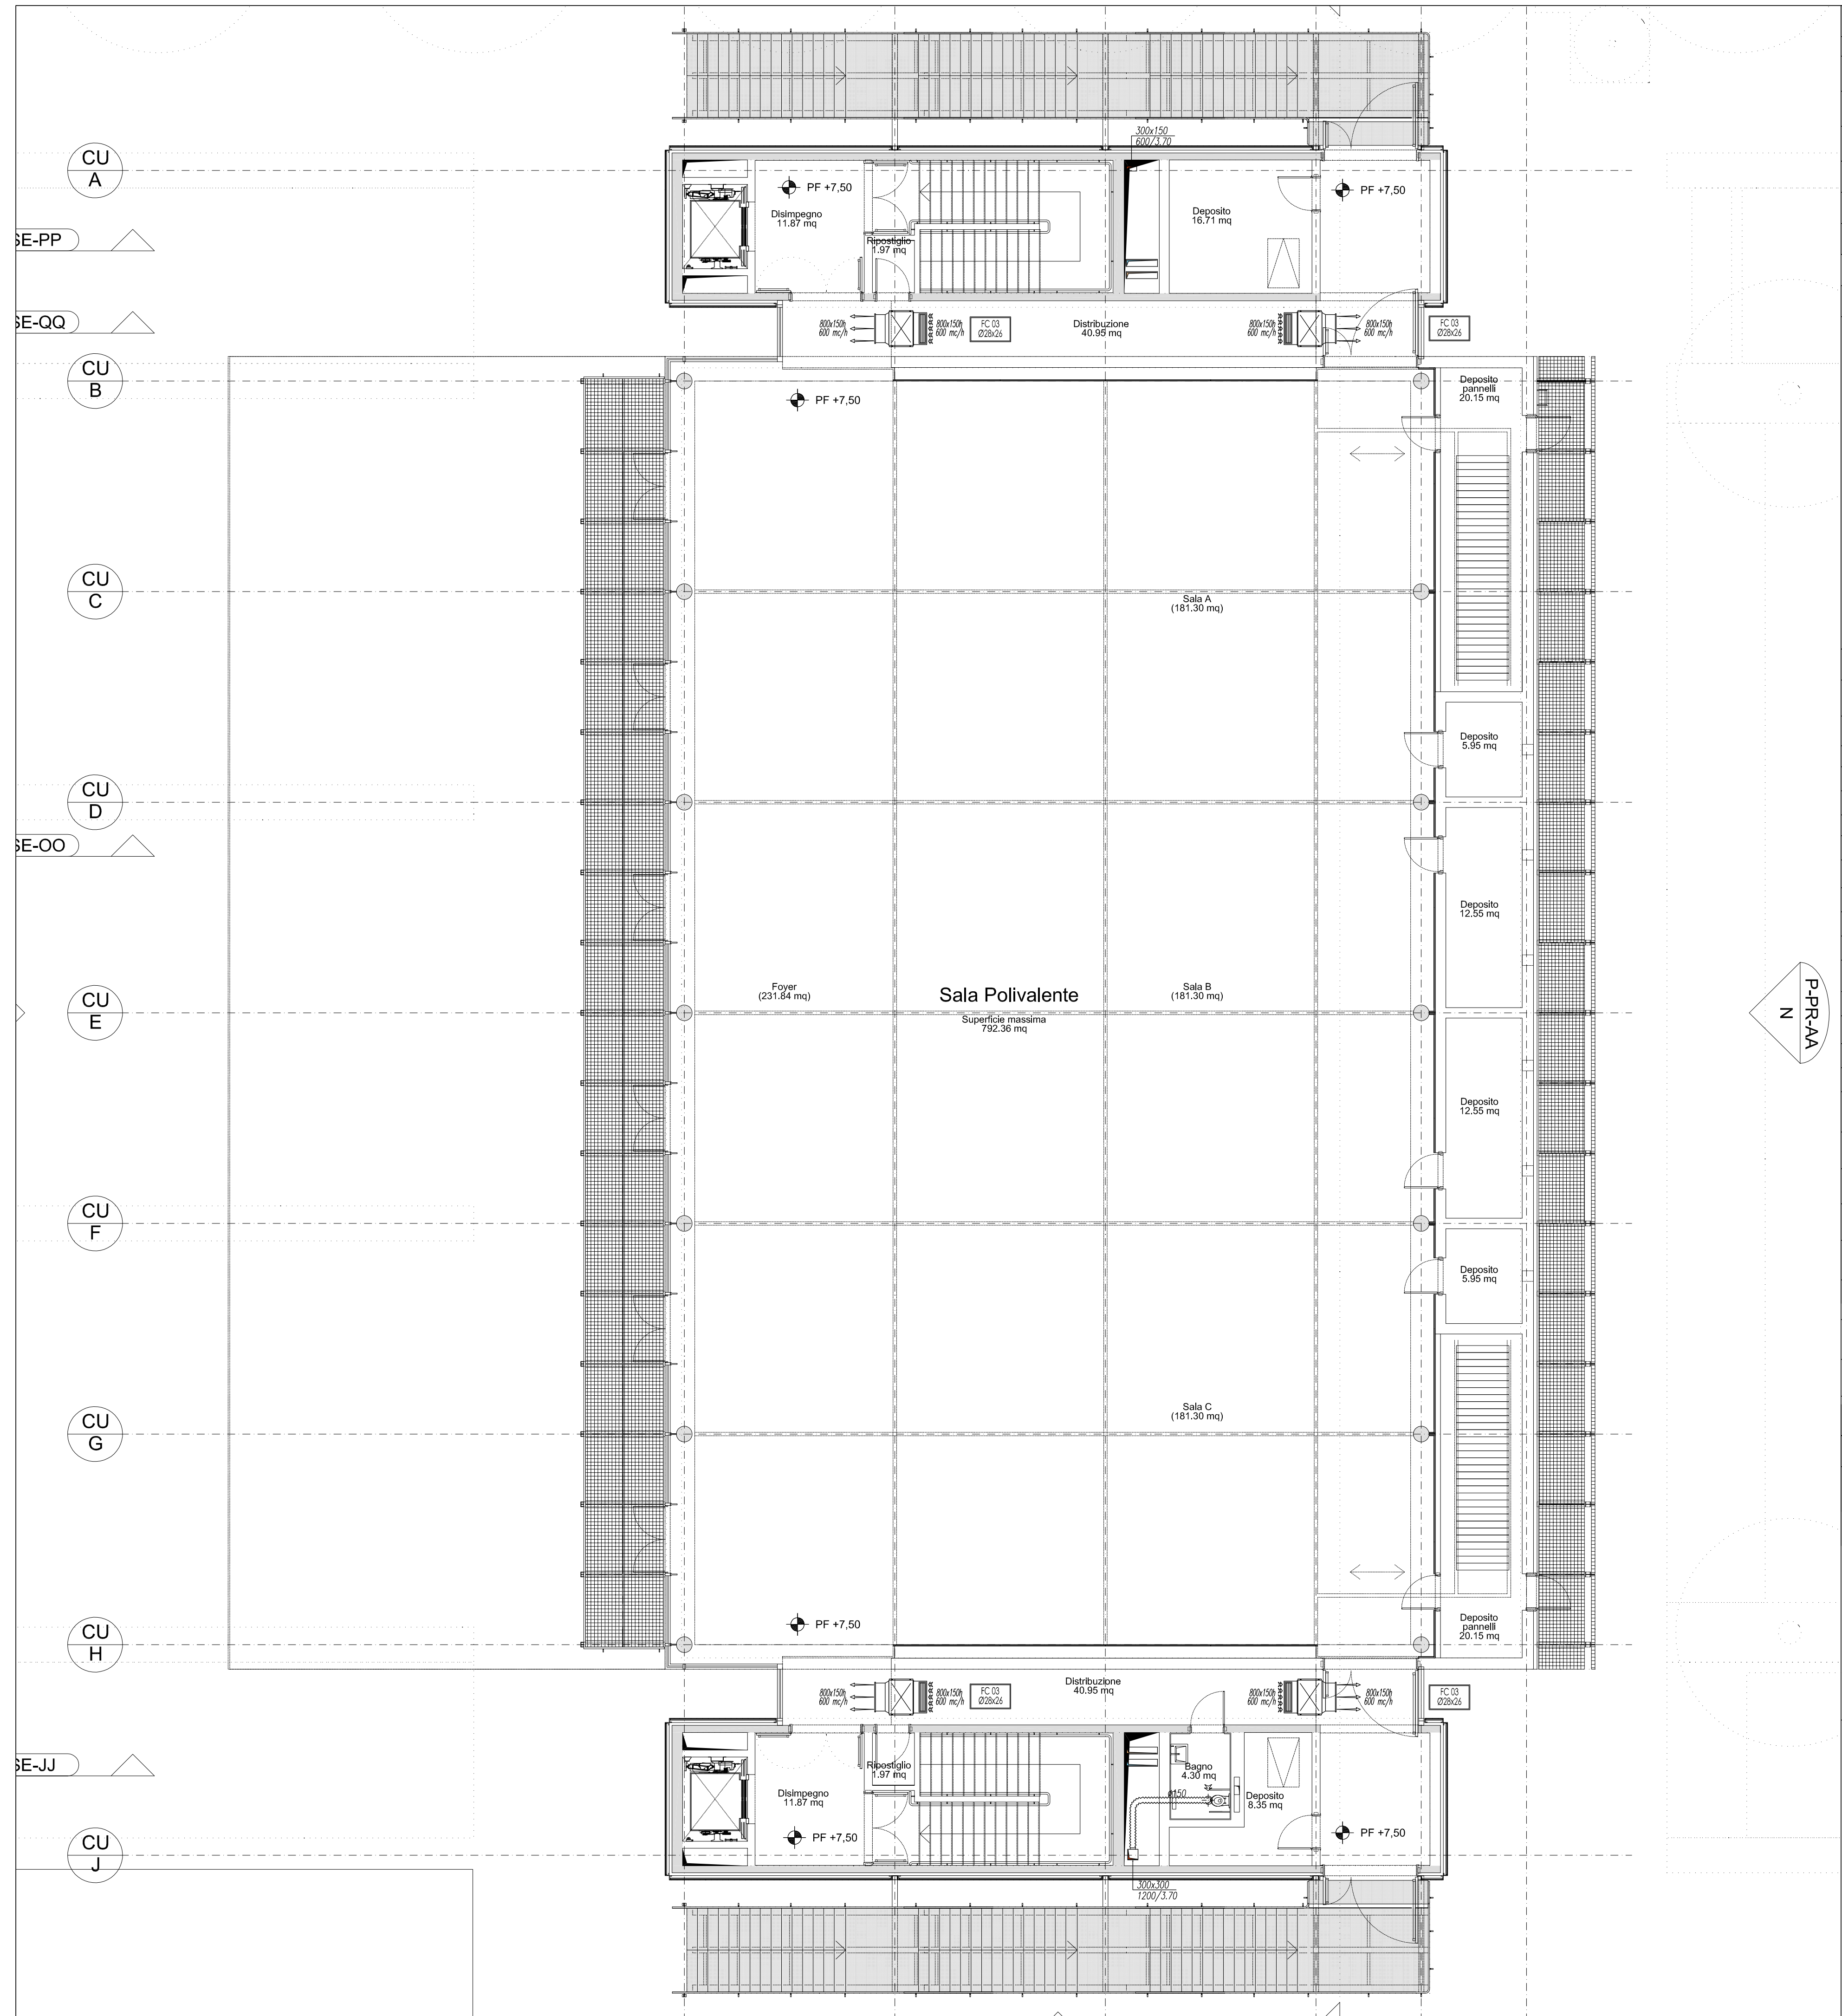 300x150
600/3.70
CU
A
PF +7,50
PF +7,50
Disimpegno
11.87 mq
Deposito
16.71 mq
Ripostiglio
1.97 mq
SE-PP
SE-QQ
800x150h
600 mc/h
800x150h
600 mc/h
FC 03
Ø28x26
Distribuzione
40.95 mq
800x150h
600 mc/h
800x150h
600 mc/h
FC 03
Ø28x26
CU
B
PF +7,50
Deposito
pannelli
20.15 mq
CU
C
Sala A
(181.30 mq)
Deposito
5.95 mq
CU
D
SE-OO
Deposito
12.55 mq
CU
E
Foyer
(231.84 mq)
Sala Polivalente
Superficie massima
792.36 mq
Sala B
(181.30 mq)
P-PR-AA
N
Deposito
12.55 mq
CU
F
Deposito
5.95 mq
CU
G
Sala C
(181.30 mq)
CU
H
PF +7,50
Deposito
pannelli
20.15 mq
800x150h
600 mc/h
800x150h
600 mc/h
FC 03
Ø28x26
Distribuzione
40.95 mq
800x150h
600 mc/h
800x150h
600 mc/h
FC 03
Ø28x26
SE-JJ
Ripostiglio
1.97 mq
Bagno
4.30 mq
Disimpegno
11.87 mq
ø150
Deposito
8.35 mq
PF +7,50
PF +7,50
CU
J
300x300
1200/3.70